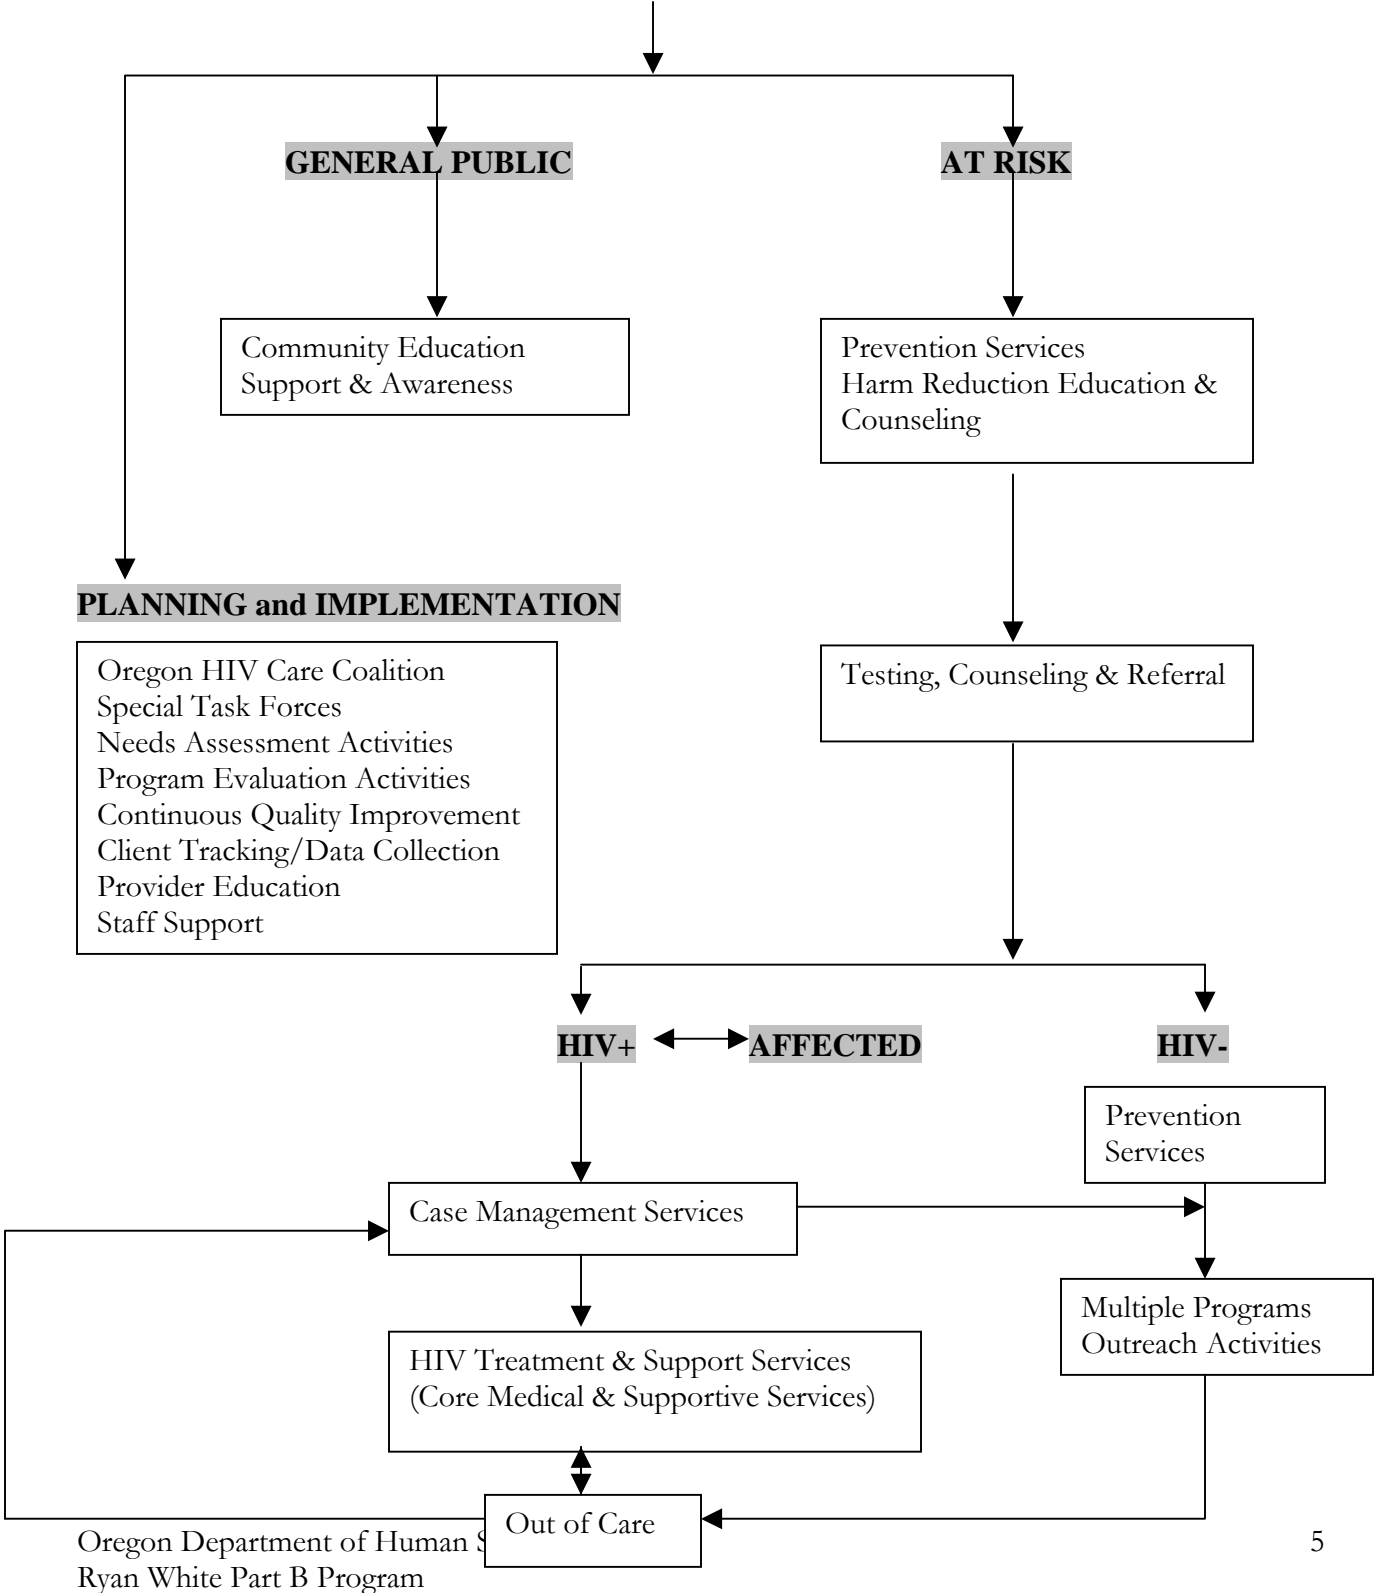 GENERAL PUBLIC
AT RISK
Community Education
Support & Awareness
Prevention Services
Harm Reduction Education &
Counseling
PLANNING and IMPLEMENTATION
Oregon HIV Care Coalition
Special Task Forces
Needs Assessment Activities
Program Evaluation Activities
Continuous Quality Improvement
Client Tracking/Data Collection
Provider Education
Staff Support
Testing, Counseling & Referral
HIV+
AFFECTED
HIV-
Prevention
Services
Case Management Services
Multiple Programs
Outreach Activities
HIV Treatment & Support Services
(Core Medical & Supportive Services)
Out of Care
Oregon Department of Human
5
Ryan White Part B Program